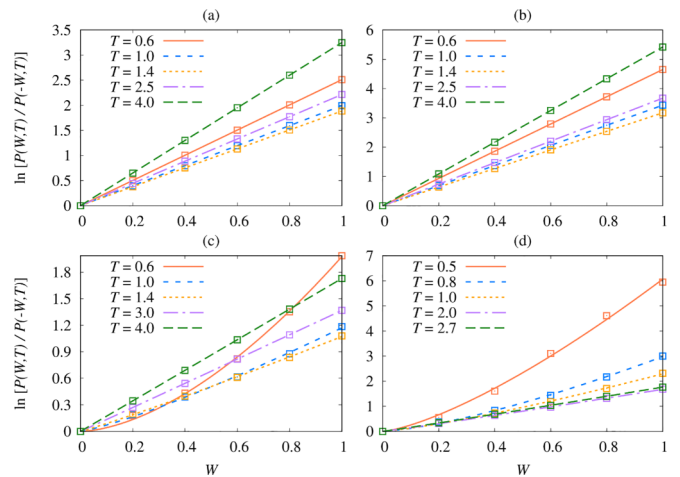 (a)
ln [P(W,T) / P(-W,T)]
3.5
3
2.5
2
1.5
1
0.5
0
T = 0.6
T = 1.0
T = 1.4
T = 2.5
T = 4.0
0 0.2 0.4 0.6 0.8 1
(b)
6
5
4
3
2
1
0
T = 0.6
T = 1.0
T = 1.4
T = 2.5
T = 4.0
0 0.2 0.4 0.6 0.8 1
(c)
ln [P(W,T) / P(-W,T)]
1.8
1.5
1.2
0.9
0.6
0.3
0
T = 0.6
T = 1.0
T = 1.4
T = 3.0
T = 4.0
0 0.2 0.4 0.6 0.8 1
W
(d)
7
6
5
4
3
2
1
0
T = 0.5
T = 0.8
T = 1.0
T = 2.0
T = 2.7
0 0.2 0.4 0.6 0.8 1
W